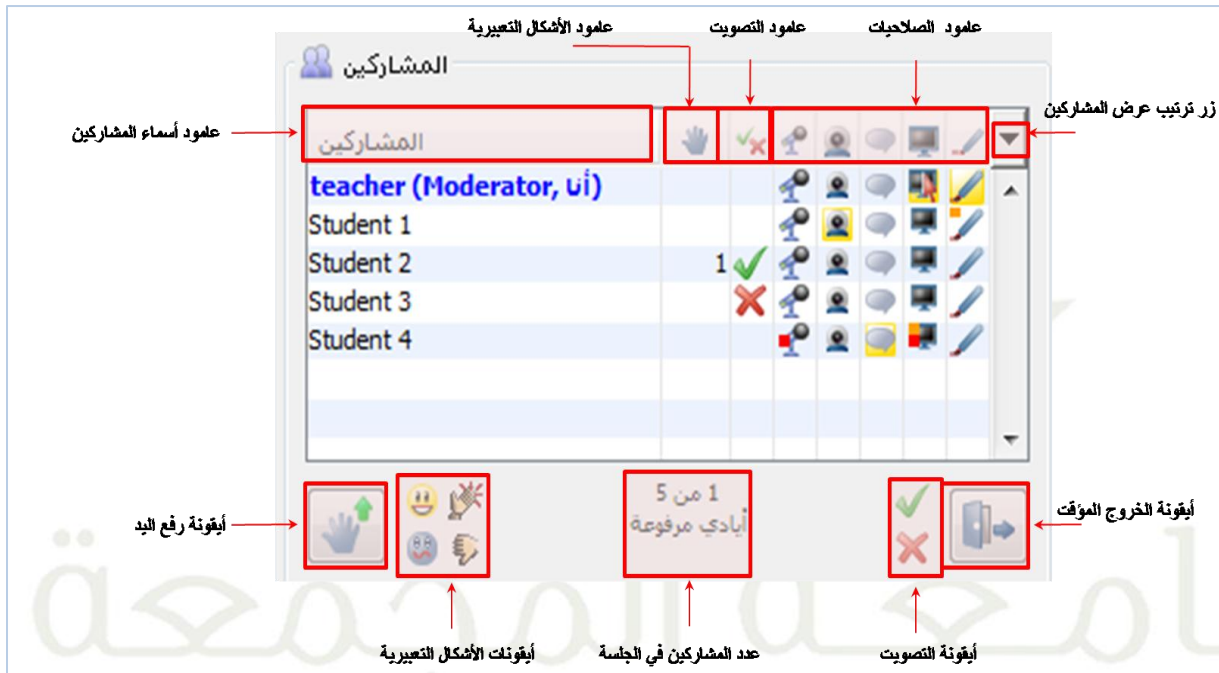 عامود الأشكال التعبيرية
عامود التصويت
عامود الصلاحيات
المشاركين
زر ترتيب عرض المشاركين
عامود أسماء المشاركين
المشاركين
teacher (Moderator, أنا)
Student 1
Student 2 1
Student 3
Student 4
1 من 5
أيادي مرفوعة
أيقونة رفع اليد
أيقونة الخروج المؤقت
أيقونات الأشكال التعبيرية
عدد المشاركين في الجلسة
أيقونة التصويت
جامعة المجمعة